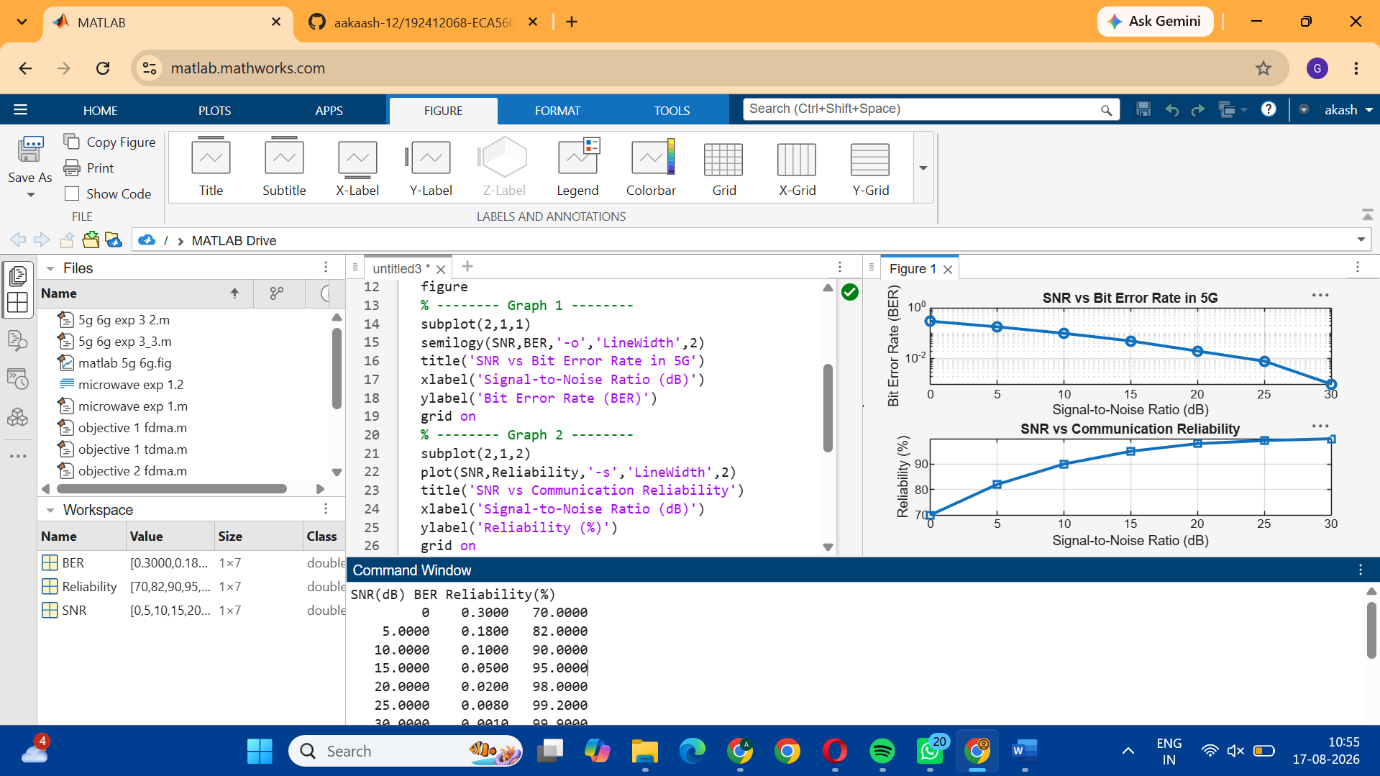 MATLAB
aakaash-12/192412068-ECA560
Ask Gemini
matlab.mathworks.com
G
HOME
PLOTS
APPS
FIGURE
FORMAT
TOOLS
Search (Ctrl+Shift+Space)
akash
Save As
Copy Figure
Print
Show Code
FILE
Title
Subtitle
X-Label
Y-Label
Z-Label
Legend
Colorbar
Grid
X-Grid
Y-Grid
LABELS AND ANNOTATIONS
/ > MATLAB Drive
Files
Name
5g 6g exp 3 2.m
5g 6g exp 3_3.m
matlab 5g 6g.fig
microwave exp 1.2
microwave exp 1.m
objective 1 fdma.m
objective 1 tdma.m
objective 2 fdma.m
Workspace
Name Value Size Class
BER [0.3000,0.18... 1×7 double
Reliability [70,82,90,95,... 1×7 double
SNR [0,5,10,15,20... 1×7 double
untitled3 *
12 figure
13 % -------- Graph 1 --------
14 subplot(2,1,1)
15 semilogy(SNR,BER,'-o','LineWidth',2)
16 title('SNR vs Bit Error Rate in 5G')
17 xlabel('Signal-to-Noise Ratio (dB)')
18 ylabel('Bit Error Rate (BER)')
19 grid on
20 % -------- Graph 2 --------
21 subplot(2,1,2)
22 plot(SNR,Reliability,'-s','LineWidth',2)
23 title('SNR vs Communication Reliability')
24 xlabel('Signal-to-Noise Ratio (dB)')
25 ylabel('Reliability (%)')
26 grid on
Figure 1
SNR vs Bit Error Rate in 5G
Bit Error Rate (BER)
10^0
10^-2
0 5 10 15 20 25 30
Signal-to-Noise Ratio (dB)
SNR vs Communication Reliability
Reliability (%)
90
80
70
0 5 10 15 20 25 30
Signal-to-Noise Ratio (dB)
Command Window
SNR(dB) BER Reliability(%)
0 0.3000 70.0000
5.0000 0.1800 82.0000
10.0000 0.1000 90.0000
15.0000 0.0500 95.0000
20.0000 0.0200 98.0000
25.0000 0.0080 99.2000
30.0000 0.0010 99.9000
4
Search
A
20
W
ENG
IN
10:55
17-08-2026